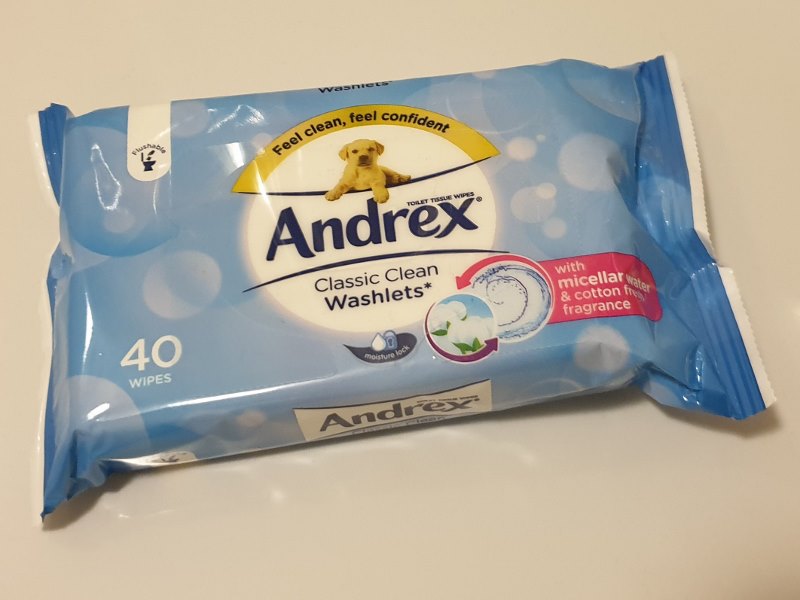 Washlets*
Flushable
Feel clean, feel confident
TOILET TISSUE WIPES
Andrex®
Classic Clean
Washlets*
with
micellar water
& cotton fresh
fragrance
moisture lock
40
WIPES
Andrex®